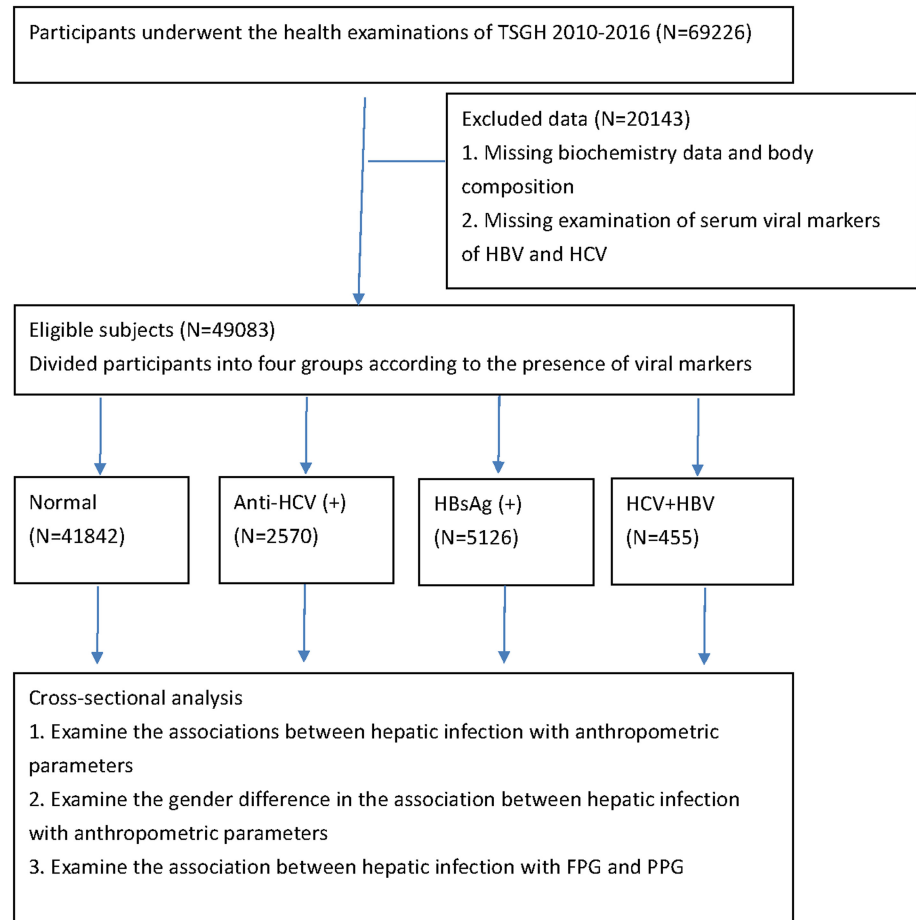 Participants underwent the health examinations of TSGH 2010-2016 (N=69226)
Excluded data (N=20143)
1. Missing biochemistry data and body
composition
2. Missing examination of serum viral markers
of HBV and HCV
Eligible subjects (N=49083)
Divided participants into four groups according to the presence of viral markers
Normal
(N=41842)
Anti-HCV (+)
(N=2570)
HBsAg (+)
(N=5126)
HCV+HBV
(N=455)
Cross-sectional analysis
1. Examine the associations between hepatic infection with anthropometric
parameters
2. Examine the gender difference in the association between hepatic infection
with anthropometric parameters
3. Examine the association between hepatic infection with FPG and PPG